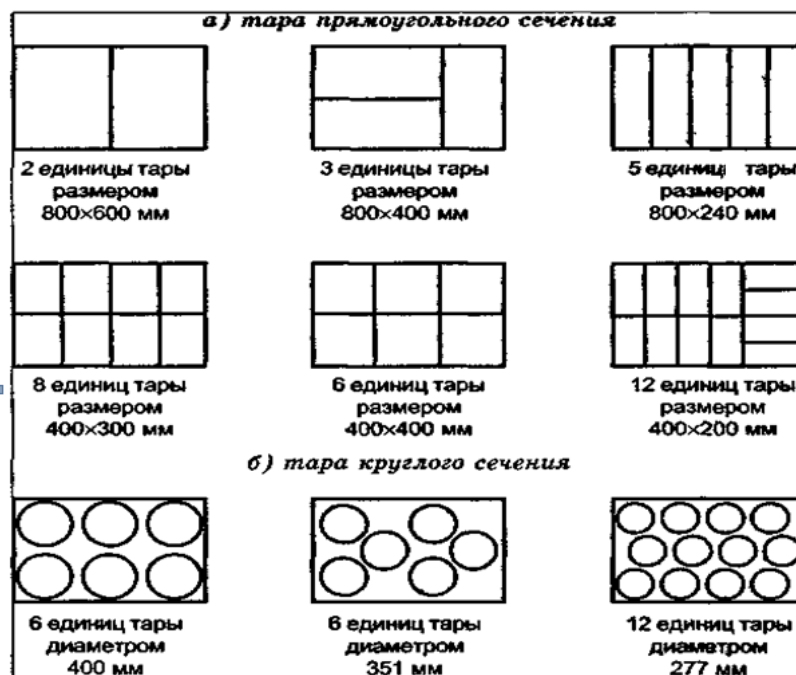 а) тара прямоугольного сечения
2 единицы тары
размером
800×600 мм
3 единицы тары
размером
800×400 мм
5 единиц тары
размером
800×240 мм
8 единиц тары
размером
400×300 мм
6 единиц тары
размером
400×400 мм
12 единиц тары
размером
400×200 мм
б) тара круглого сечения
6 единиц тары
диаметром
400 мм
6 единиц тары
диаметром
351 мм
12 единиц тары
диаметром
277 мм